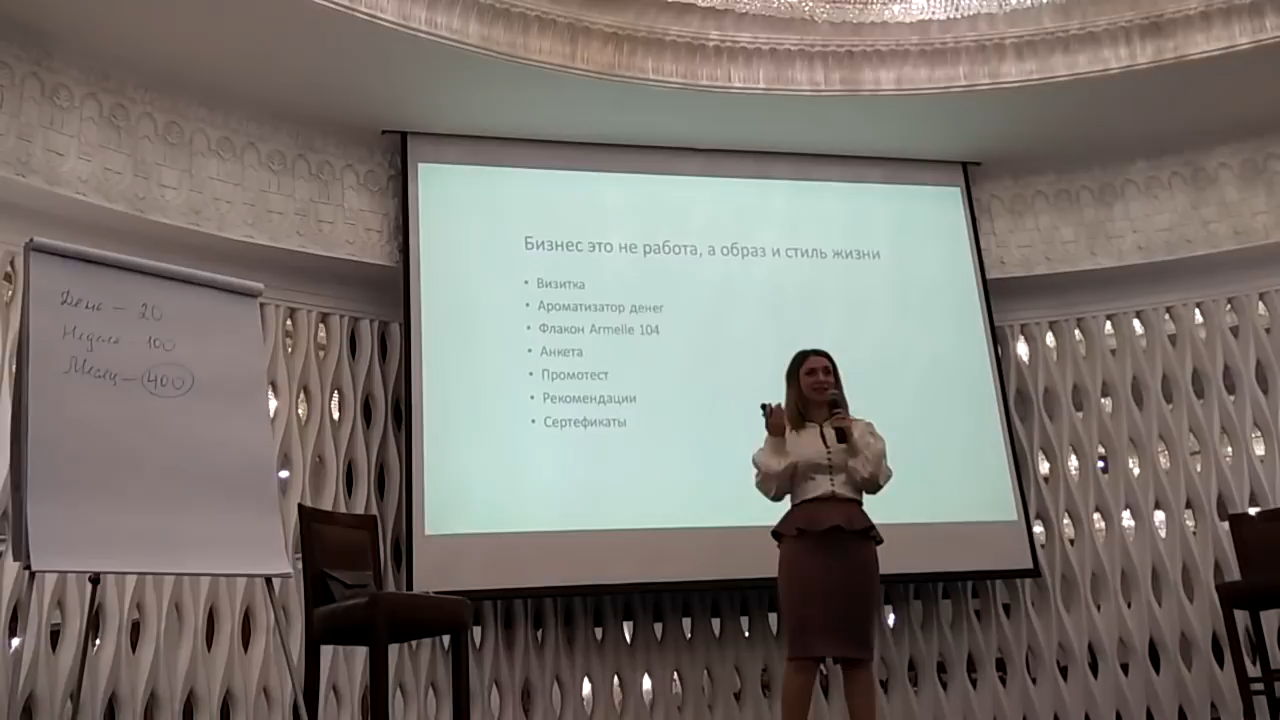 День – 20
Неделя – 100
Месяц – 400
Бизнес это не работа, а образ и стиль жизни
• Визитка
• Ароматизатор денег
• Флакон Armelle 104
• Анкета
• Промотест
• Рекомендации
• Сертефикаты